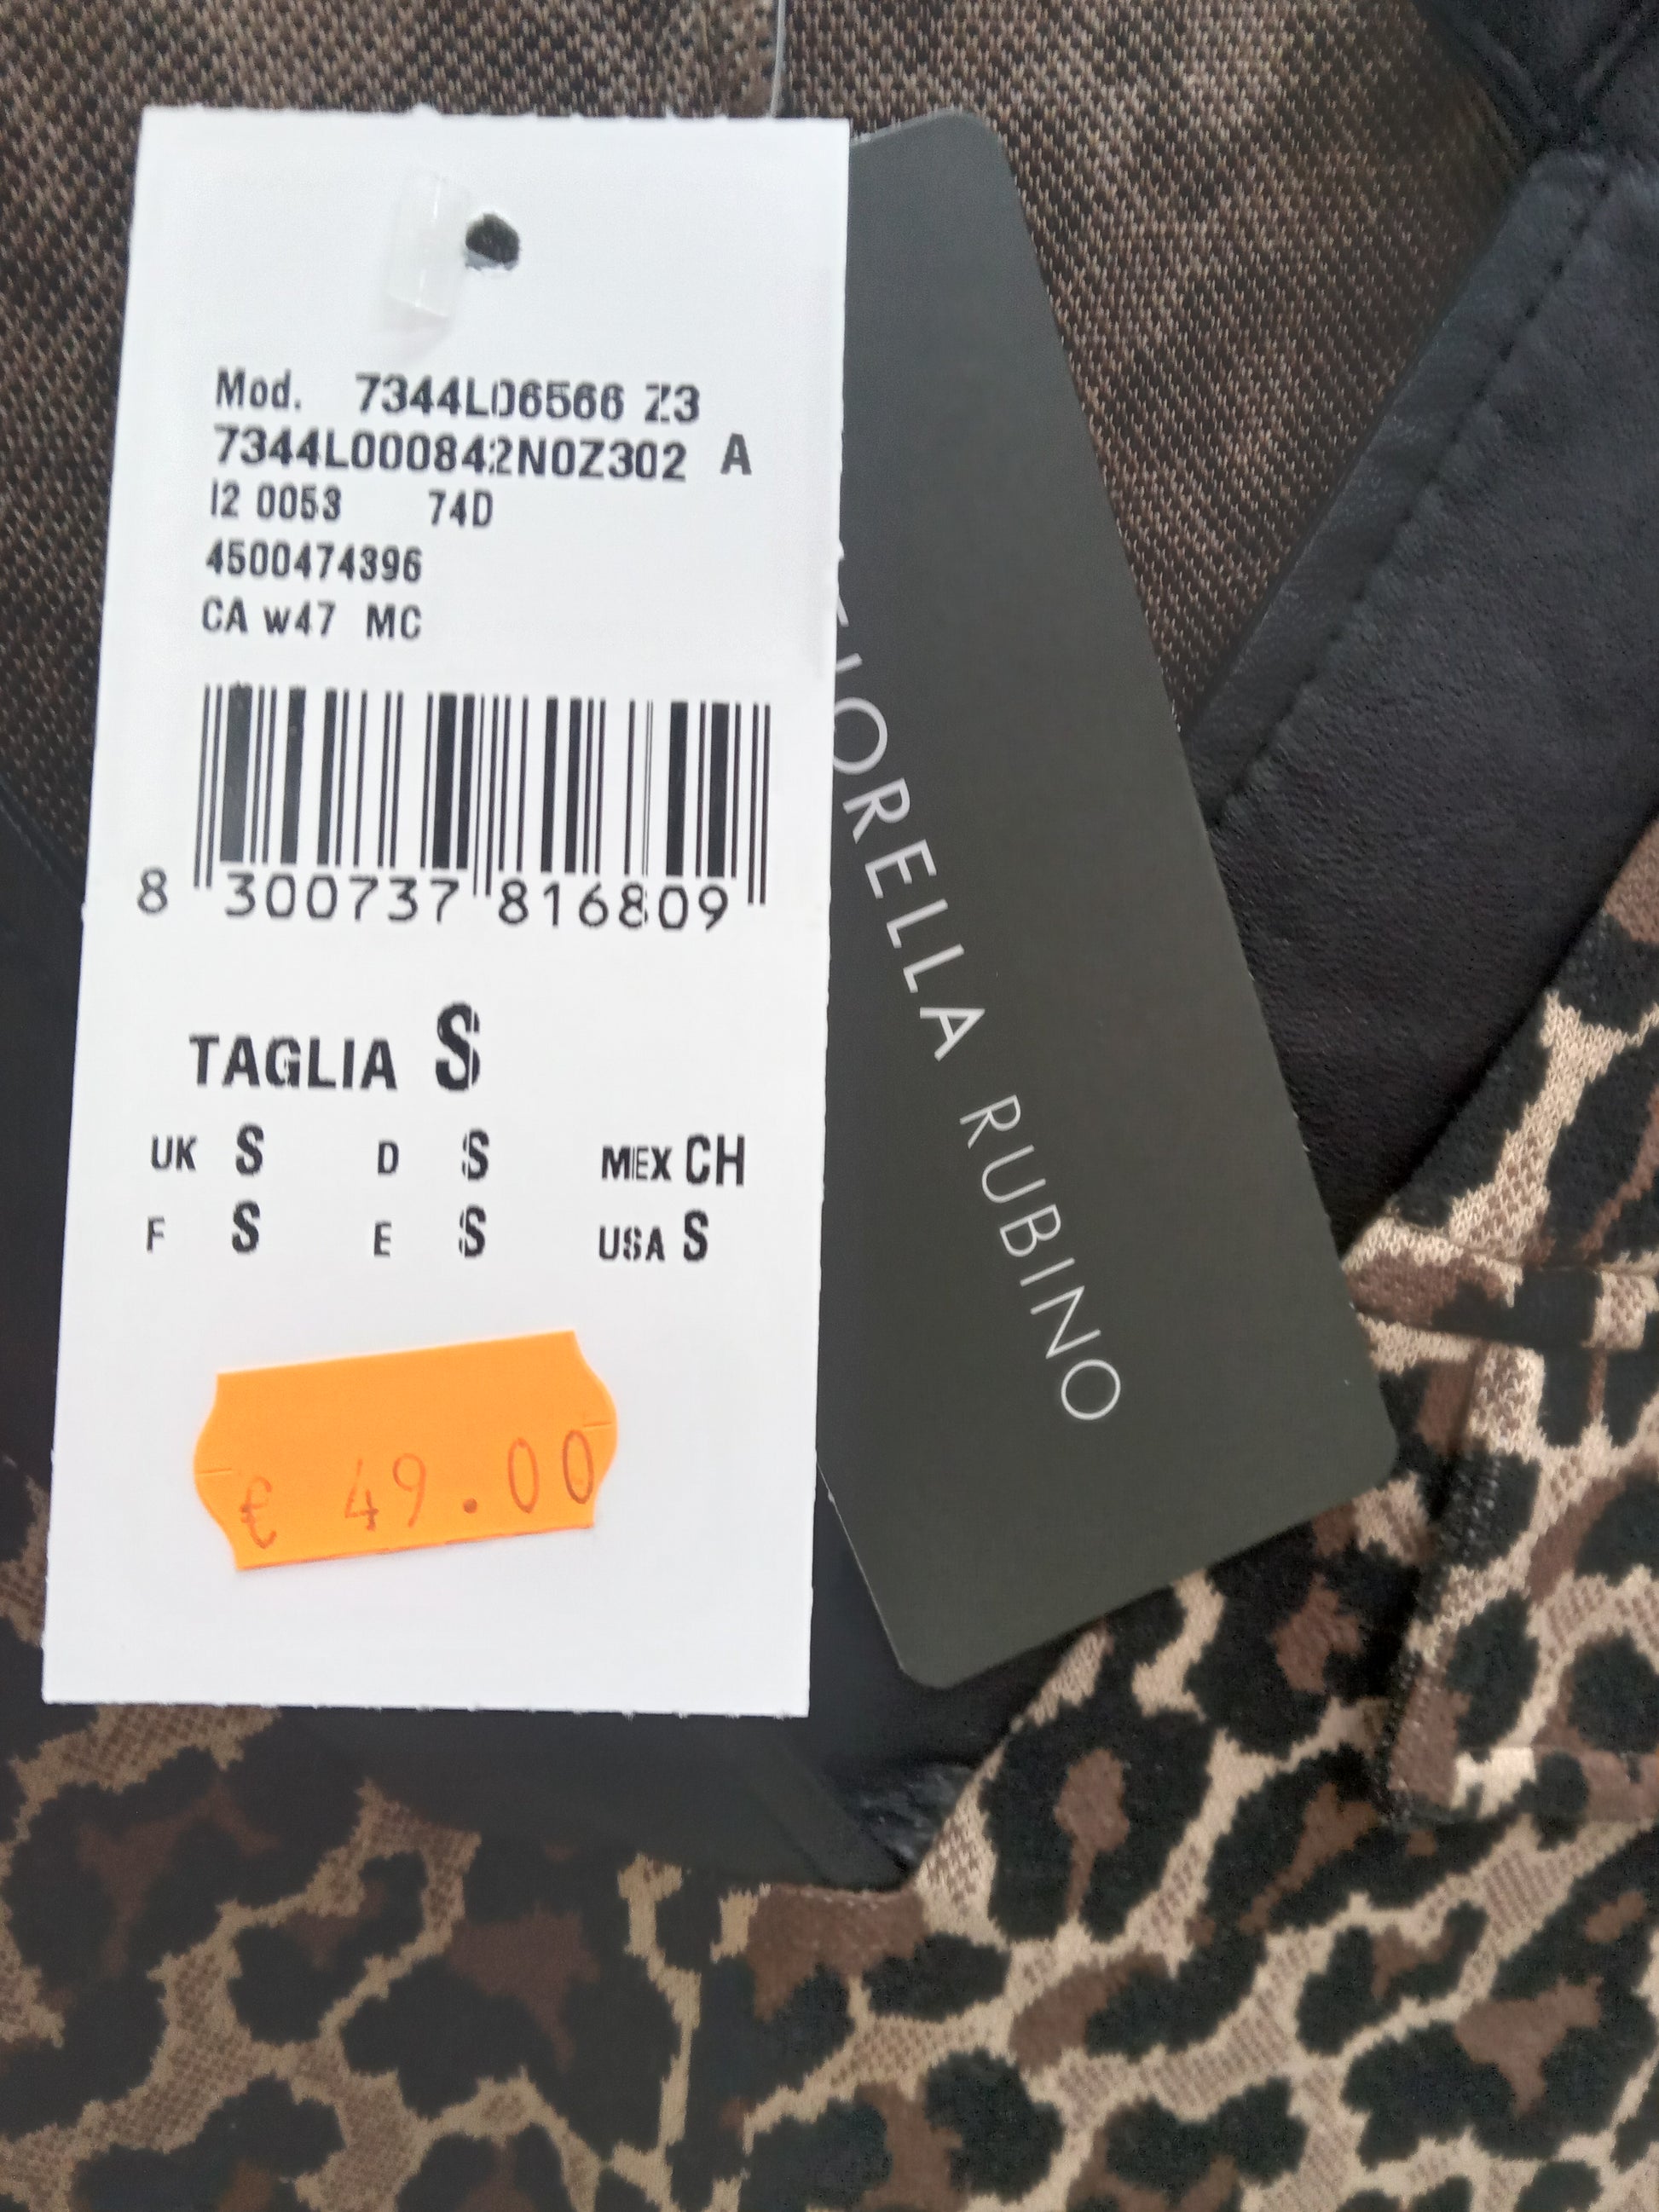 Mod. 7344L06566 Z3
7344L000842N0Z302 A
I2 0053 74D
4500474396
CA w47 MC
8 300737 816809
TAGLIA S
UK S D S MEX CH
F S E S USA S
€ 49.00
FIORELLA RUBINO